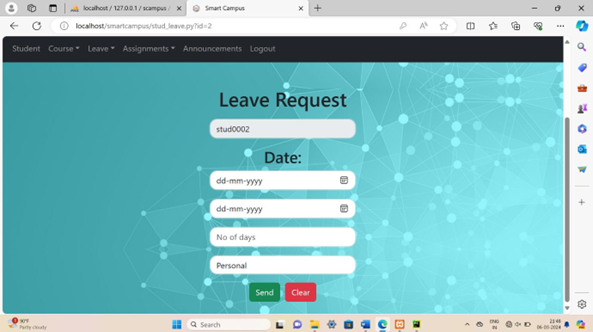 localhost / 127.0.0.1 / scampus
Smart Campus
localhost/smartcampus/stud_leave.py?id=2
Student Course Leave Assignments Announcements Logout
Leave Request
stud0002
Date:
dd-mm-yyyy
dd-mm-yyyy
No of days
Personal
Send Clear
90°F
Partly cloudy
Search
ENG
IN
23:48
06-03-2024